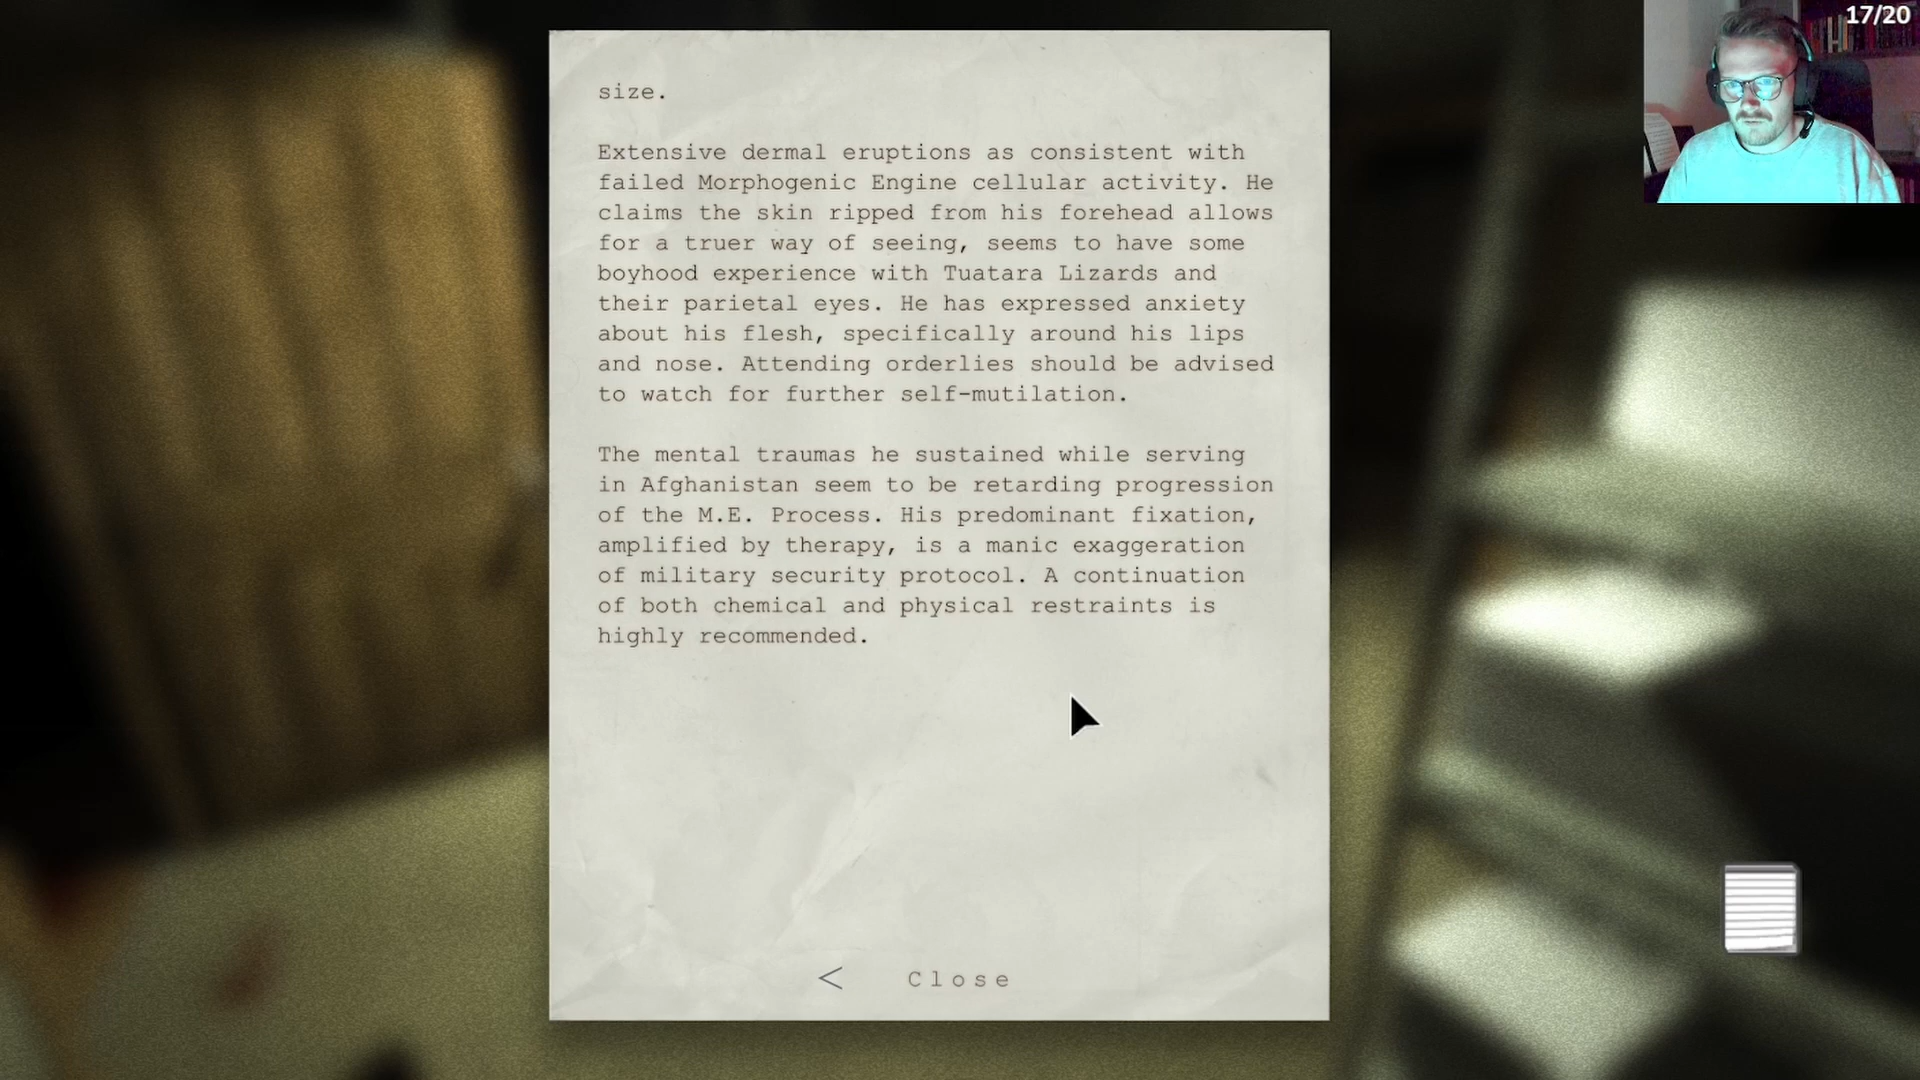 17/20
size.
Extensive dermal eruptions as consistent with
failed Morphogenic Engine cellular activity. He
claims the skin ripped from his forehead allows
for a truer way of seeing, seems to have some
boyhood experience with Tuatara Lizards and
their parietal eyes. He has expressed anxiety
about his flesh, specifically around his lips
and nose. Attending orderlies should be advised
to watch for further self-mutilation.
The mental traumas he sustained while serving
in Afghanistan seem to be retarding progression
of the M.E. Process. His predominant fixation,
amplified by therapy, is a manic exaggeration
of military security protocol. A continuation
of both chemical and physical restraints is
highly recommended.
< Close